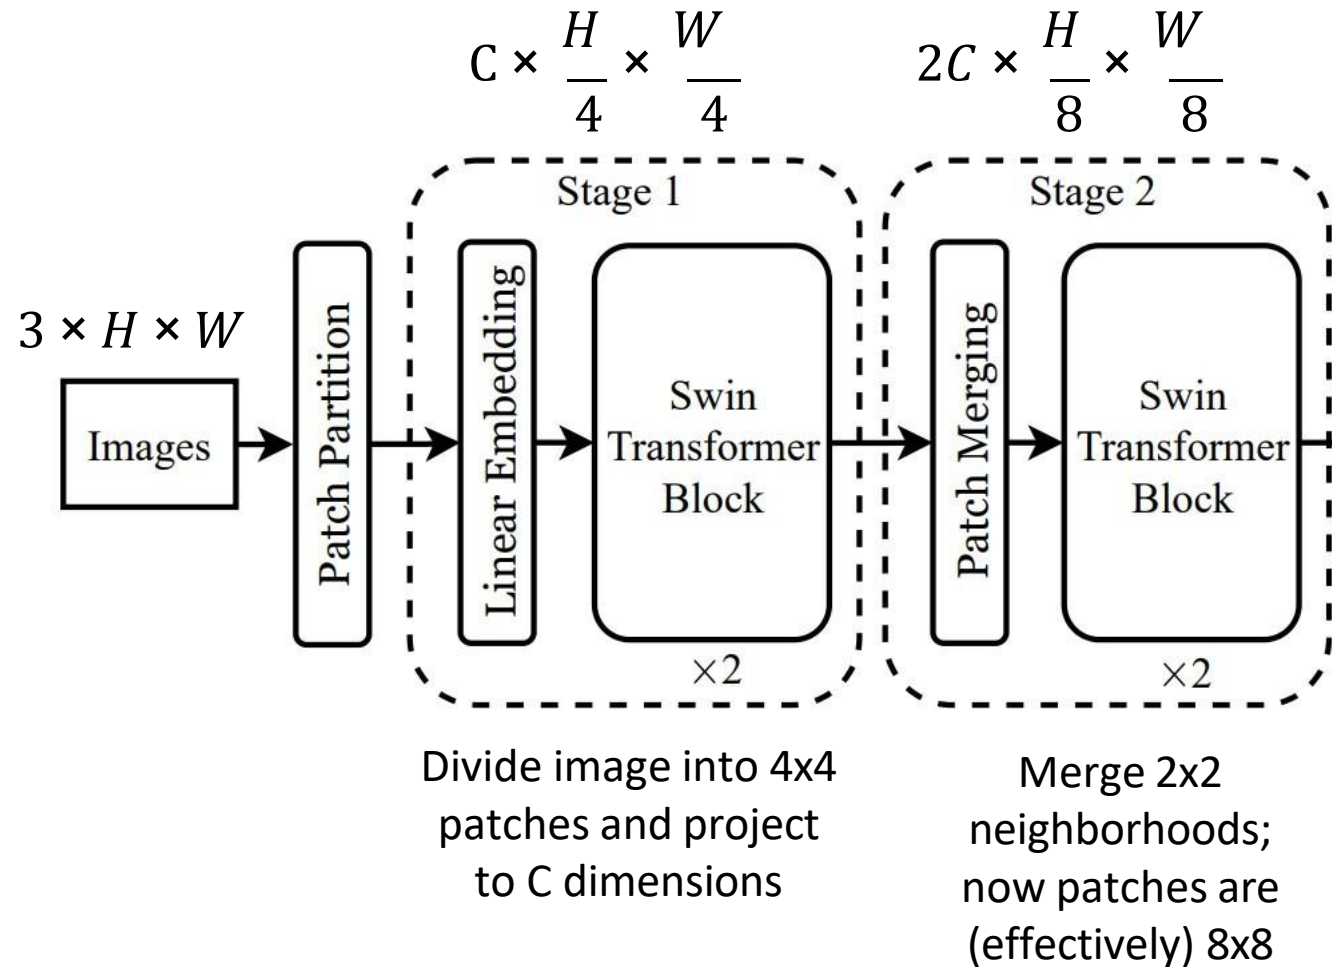 C × H/4 × W/4
2C × H/8 × W/8
Stage 1
Stage 2
3 × H × W
Images
Patch Partition
Linear Embedding
Swin
Transformer
Block
×2
Patch Merging
Swin
Transformer
Block
×2
Divide image into 4x4
patches and project
to C dimensions
Merge 2x2
neighborhoods;
now patches are
(effectively) 8x8